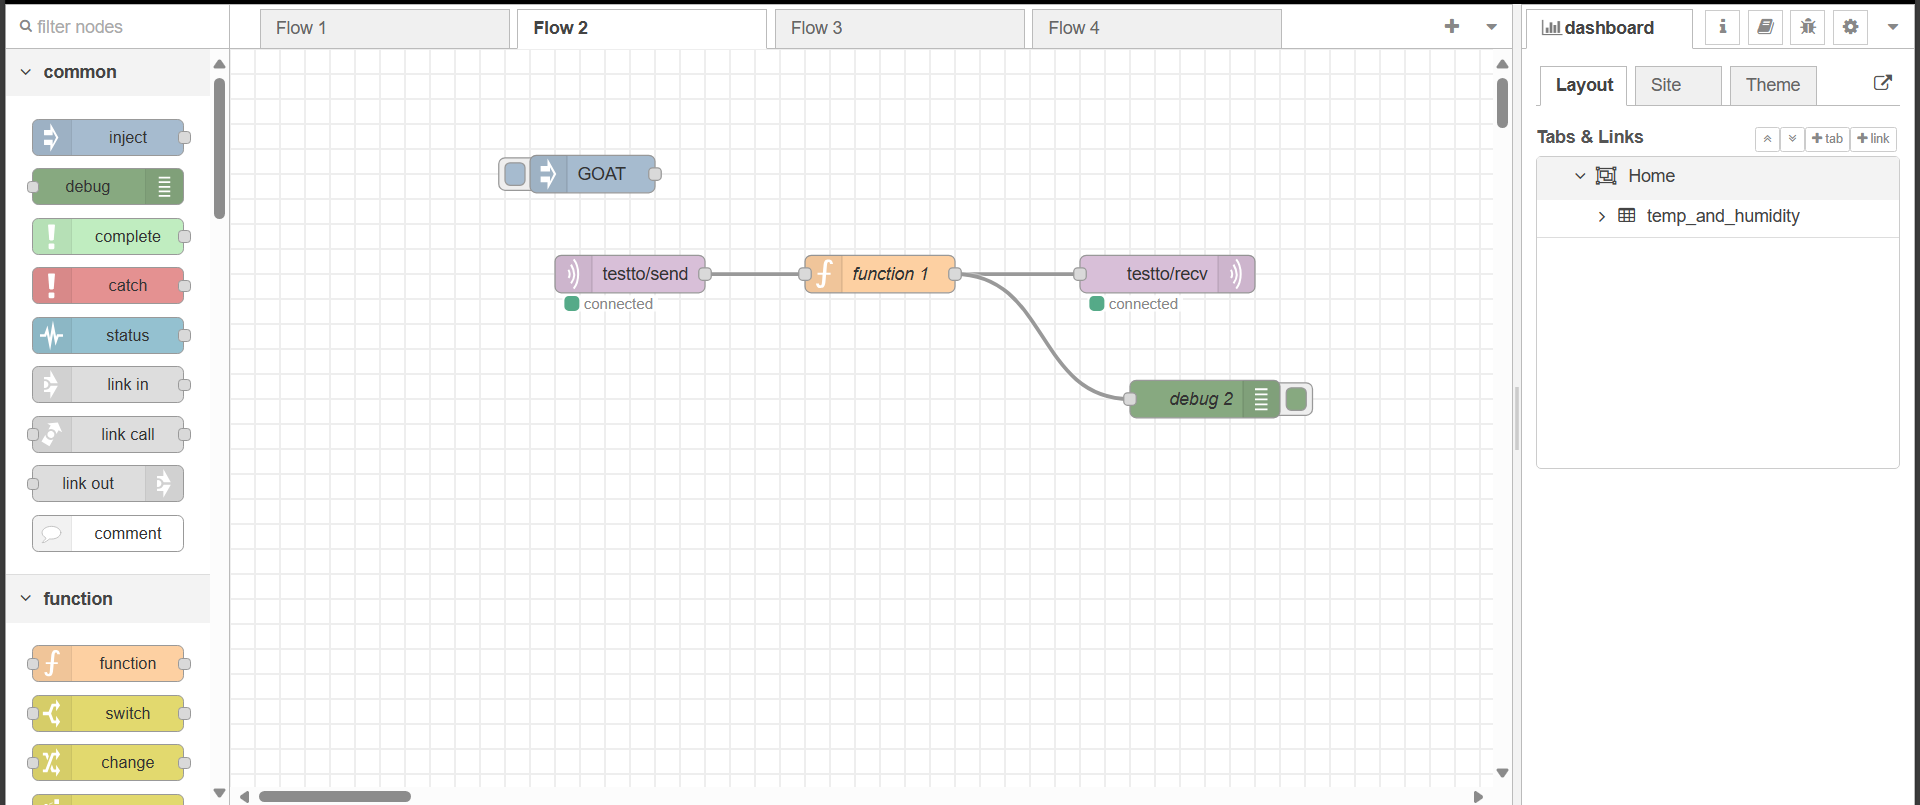 filter nodes
common
inject
debug
complete
catch
status
link in
link call
link out
comment
function
function
switch
change
Flow 1
Flow 2
Flow 3
Flow 4
GOAT
testto/send
connected
function 1
testto/recv
connected
debug 2
dashboard
Layout
Site
Theme
Tabs & Links
tab
link
Home
temp_and_humidity